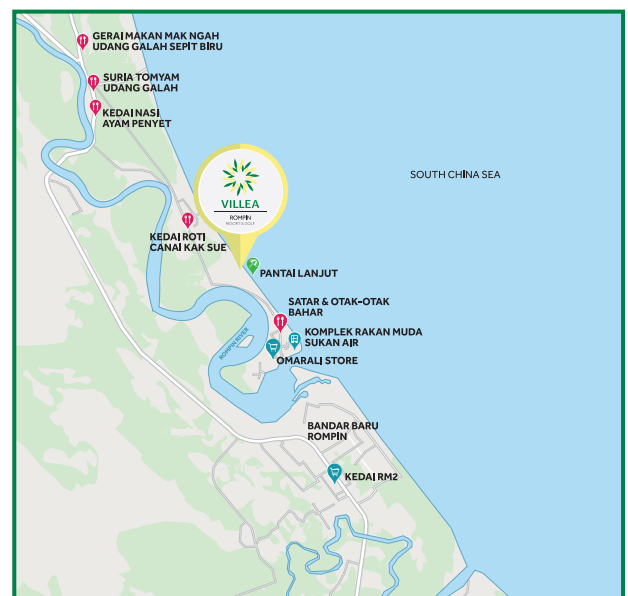 GERAI MAKAN MAK NGAH
UDANG GALAH SEPIT BIRU
SURIA TOMYAM
UDANG GALAH
KEDAI NASI
AYAM PENYET
SOUTH CHINA SEA
VILLEA
ROMPIN
RESORT & GOLF
KEDAI ROTI
CANAI KAK SUE
PANTAI LANJUT
SATAR & OTAK-OTAK
BAHAR
KOMPLEK RAKAN MUDA
SUKAN AIR
ROMPIN RIVER
OMARALI STORE
BANDAR BARU
ROMPIN
KEDAI RM2